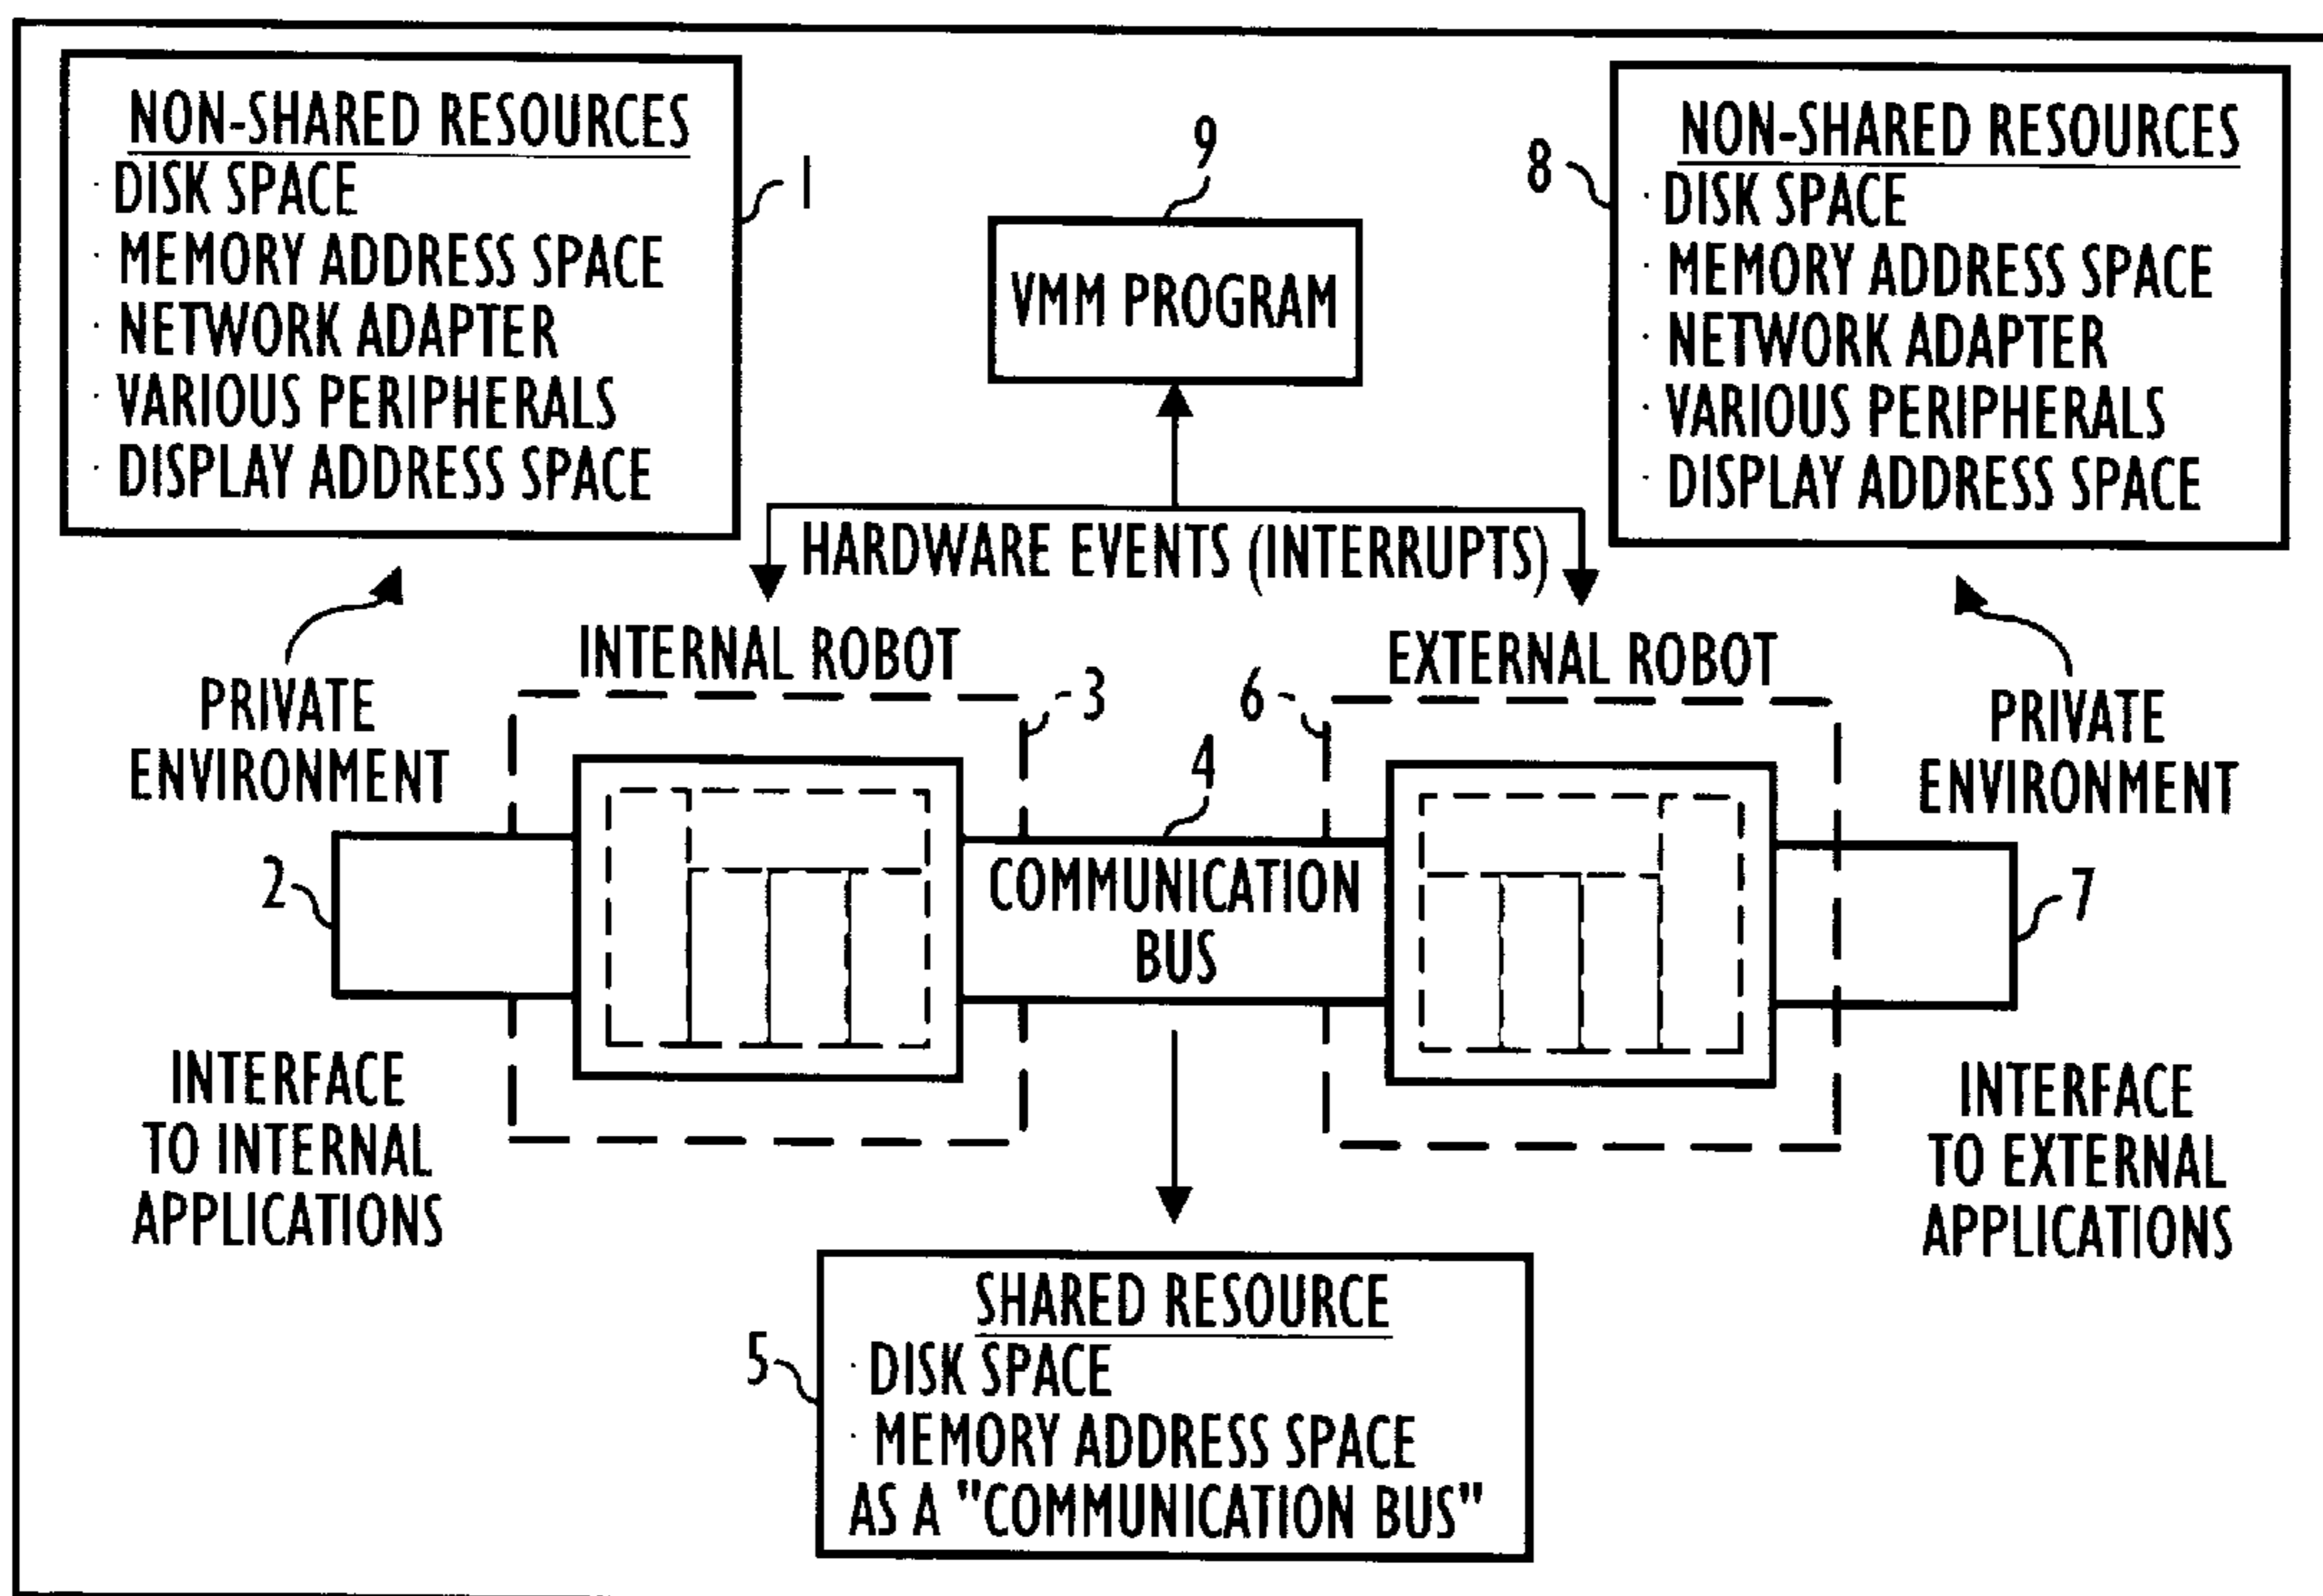 NON-SHARED RESOURCES
· DISK SPACE
· MEMORY ADDRESS SPACE
· NETWORK ADAPTER
· VARIOUS PERIPHERALS
· DISPLAY ADDRESS SPACE
1
9
VMM PROGRAM
8
NON-SHARED RESOURCES
· DISK SPACE
· MEMORY ADDRESS SPACE
· NETWORK ADAPTER
· VARIOUS PERIPHERALS
· DISPLAY ADDRESS SPACE
HARDWARE EVENTS (INTERRUPTS)
INTERNAL ROBOT
EXTERNAL ROBOT
PRIVATE
ENVIRONMENT
3
6
4
PRIVATE
ENVIRONMENT
2
COMMUNICATION
BUS
7
INTERFACE
TO INTERNAL
APPLICATIONS
INTERFACE
TO EXTERNAL
APPLICATIONS
5
SHARED RESOURCE
· DISK SPACE
· MEMORY ADDRESS SPACE
AS A "COMMUNICATION BUS"